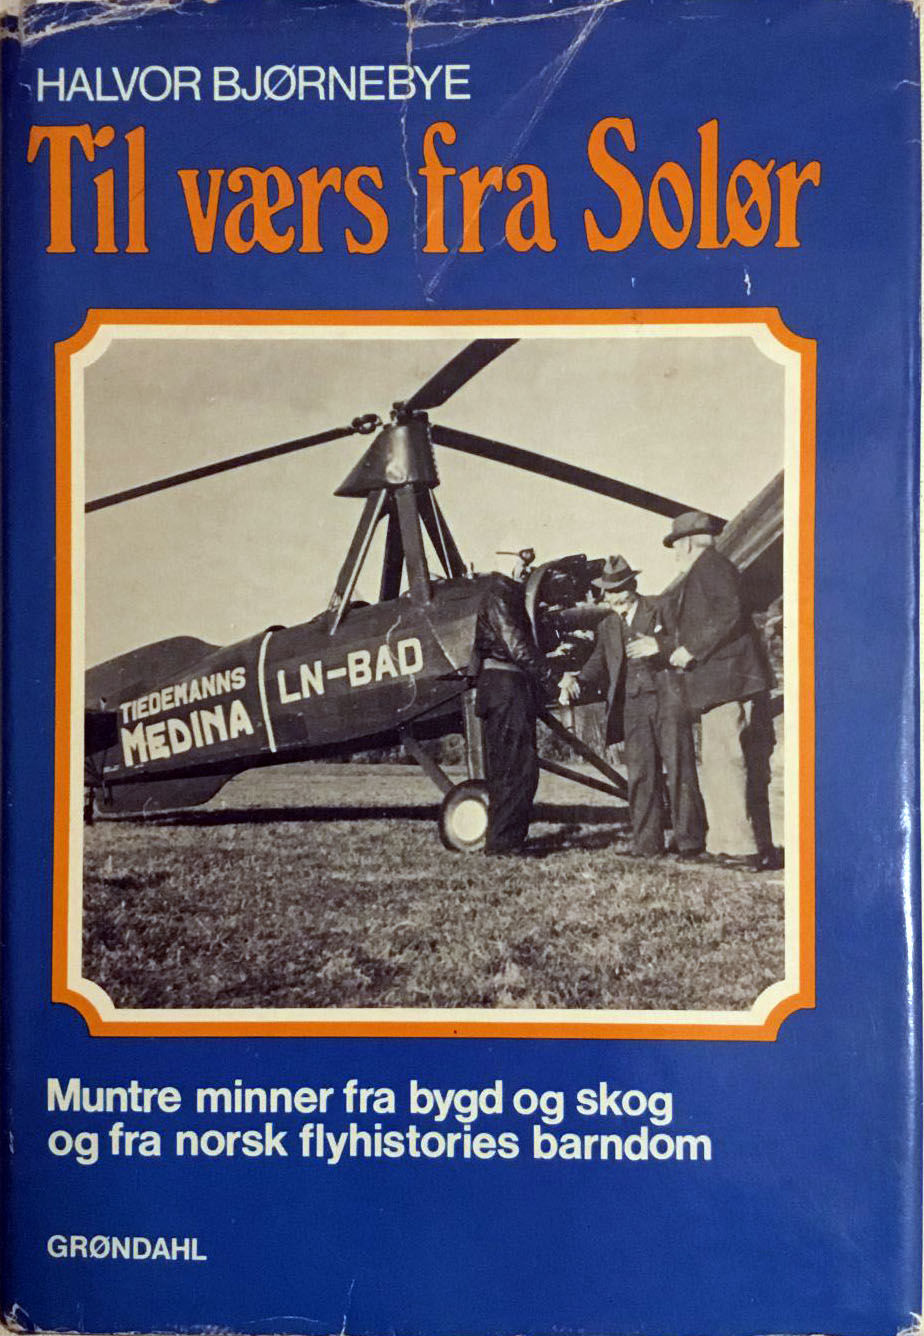 HALVOR BJØRNEBYE
Til værs fra Solør
TIEDEMANNS
MEDINA
LN-BAD
Muntre minner fra bygd og skog
og fra norsk flyhistories barndom
GRØNDAHL